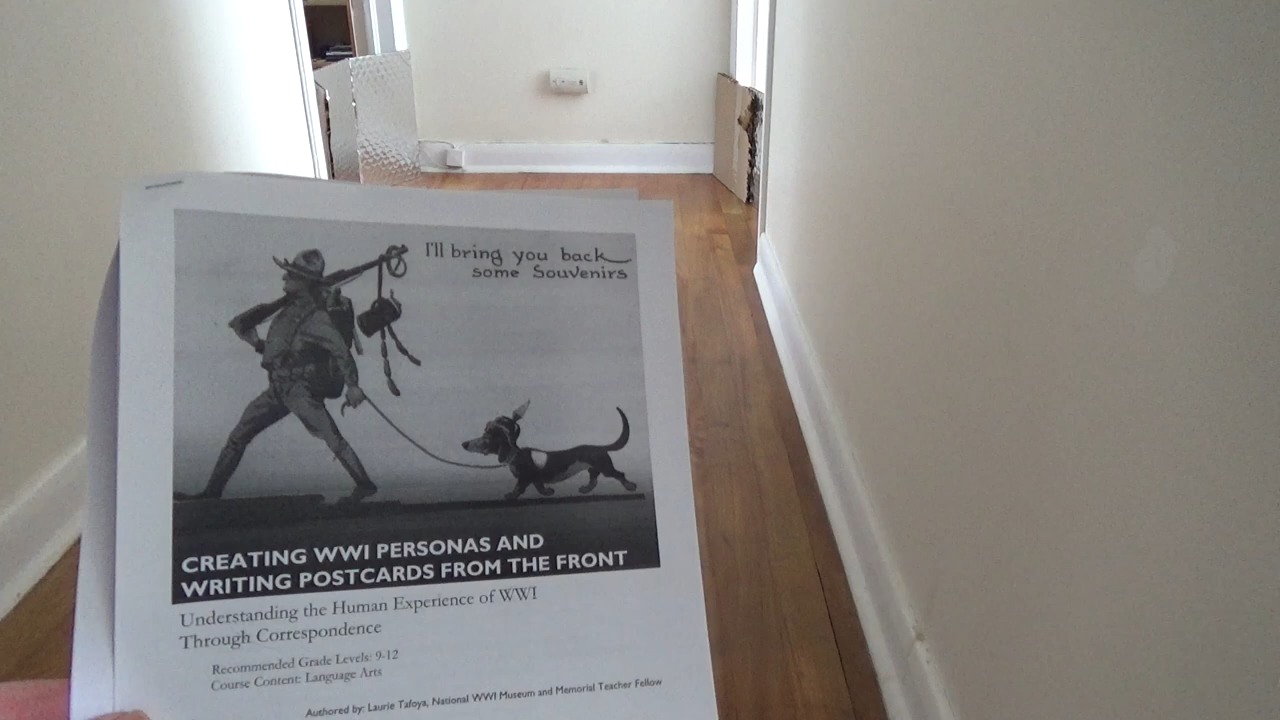 I'll bring you back
some Souvenirs
CREATING WWI PERSONAS AND
WRITING POSTCARDS FROM THE FRONT
Understanding the Human Experience of WWI
Through Correspondence
Recommended Grade Levels: 9-12
Course Content: Language Arts
Authored by: Laurie Tafoya, National WWI Museum and Memorial Teacher Fellow